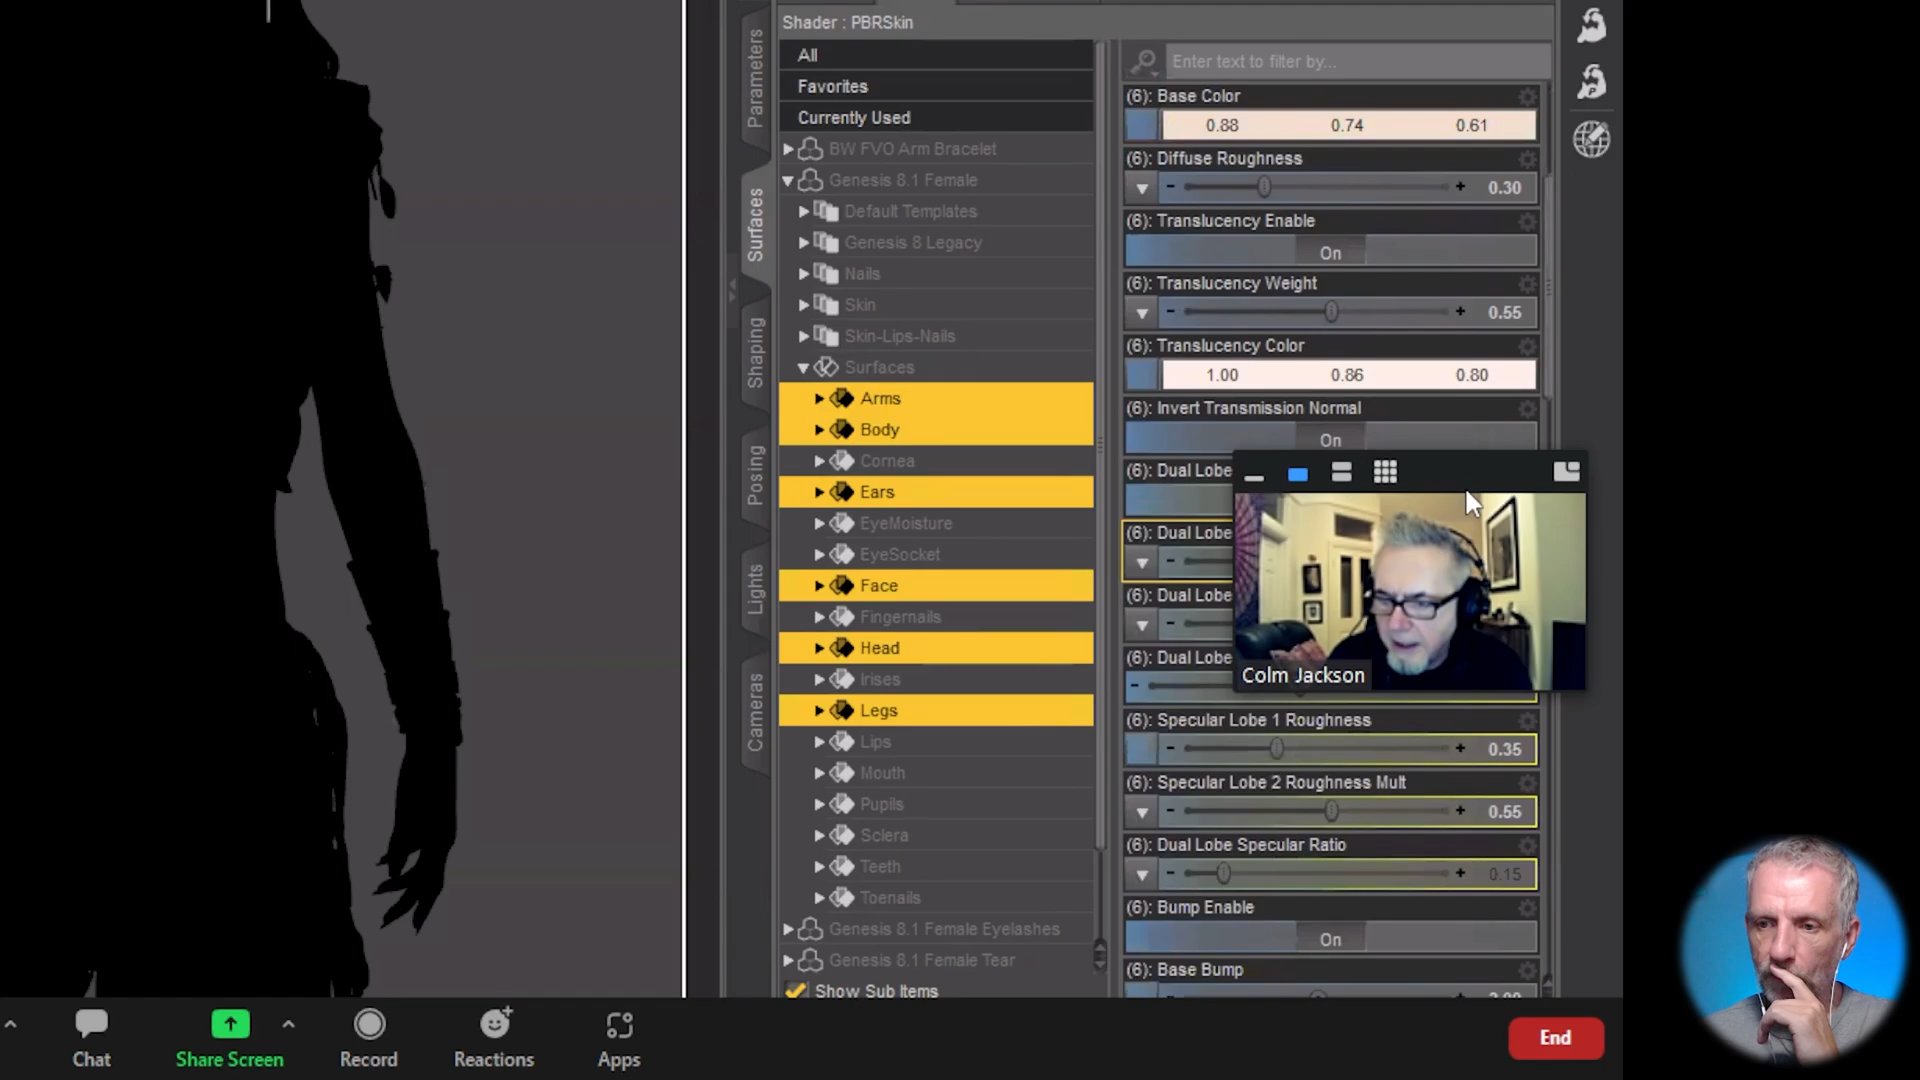 Shader : PBRSkin
Parameters
Surfaces
Shaping
Posing
Lights
Cameras
All
Favorites
Currently Used
BW FVO Arm Bracelet
Genesis 8.1 Female
Default Templates
Genesis 8 Legacy
Nails
Skin
Skin-Lips-Nails
Surfaces
Arms
Body
Cornea
Ears
EyeMoisture
EyeSocket
Face
Fingernails
Head
Irises
Legs
Lips
Mouth
Pupils
Sclera
Teeth
Toenails
Genesis 8.1 Female Eyelashes
Genesis 8.1 Female Tear
Show Sub Items
Enter text to filter by...
(6): Base Color
0.88 0.74 0.61
(6): Diffuse Roughness
- + 0.30
(6): Translucency Enable
On
(6): Translucency Weight
- + 0.55
(6): Translucency Color
1.00 0.86 0.80
(6): Invert Transmission Normal
On
(6): Dual Lobe
(6): Dual Lobe
-
(6): Dual Lobe
-
(6): Dual Lobe
-
Colm Jackson
(6): Specular Lobe 1 Roughness
- + 0.35
(6): Specular Lobe 2 Roughness Mult
- + 0.55
(6): Dual Lobe Specular Ratio
- + 0.15
(6): Bump Enable
On
(6): Base Bump
P
Chat
Share Screen
Record
Reactions
Apps
End